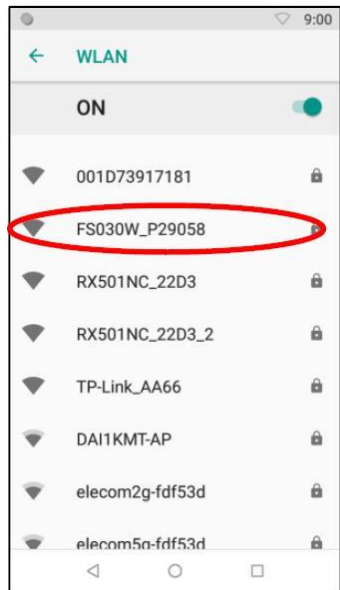 9:00
WLAN
ON
001D73917181
FS030W_P29058
RX501NC_22D3
RX501NC_22D3_2
TP-Link_AA66
DAI1KMT-AP
elecom2g-fdf53d
elecom5g-fdf53d